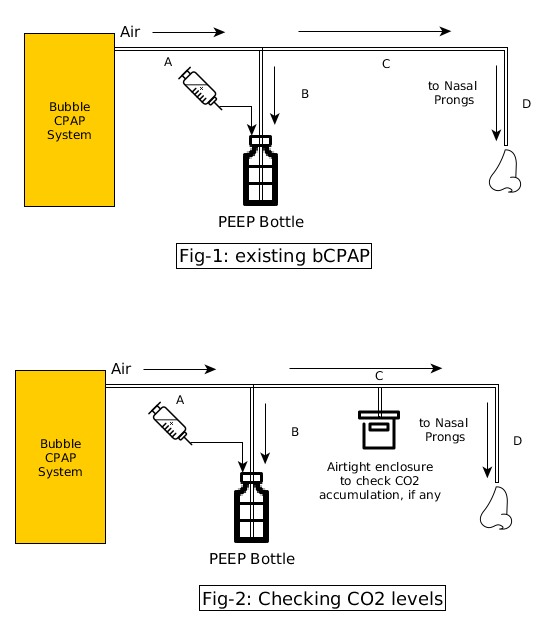 Air
A
C
Bubble
CPAP
System
B
to Nasal
Prongs
D
PEEP Bottle
Fig-1: existing bCPAP
Air
C
A
Bubble
CPAP
System
B
to Nasal
Prongs
D
Airtight enclosure
to check CO2
accumulation, if any
PEEP Bottle
Fig-2: Checking CO2 levels